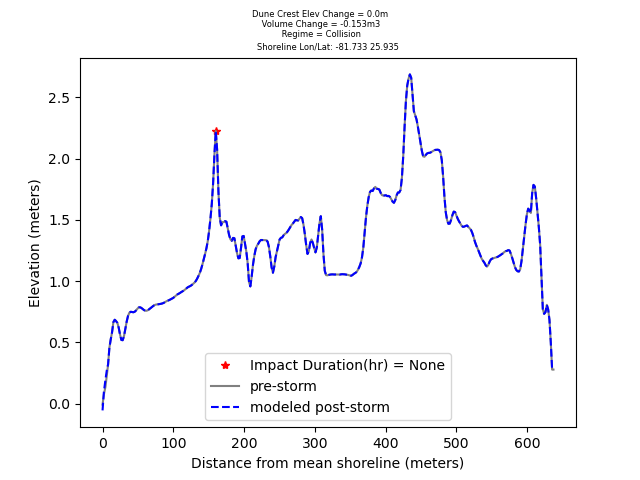 Dune Crest Elev Change = 0.0m
Volume Change = -0.153m3
Regime = Collision
Shoreline Lon/Lat: -81.733 25.935
2.5
2.0
1.5
1.0
0.5
0.0
Elevation (meters)
Impact Duration(hr) = None
pre-storm
modeled post-storm
0 100 200 300 400 500 600
Distance from mean shoreline (meters)